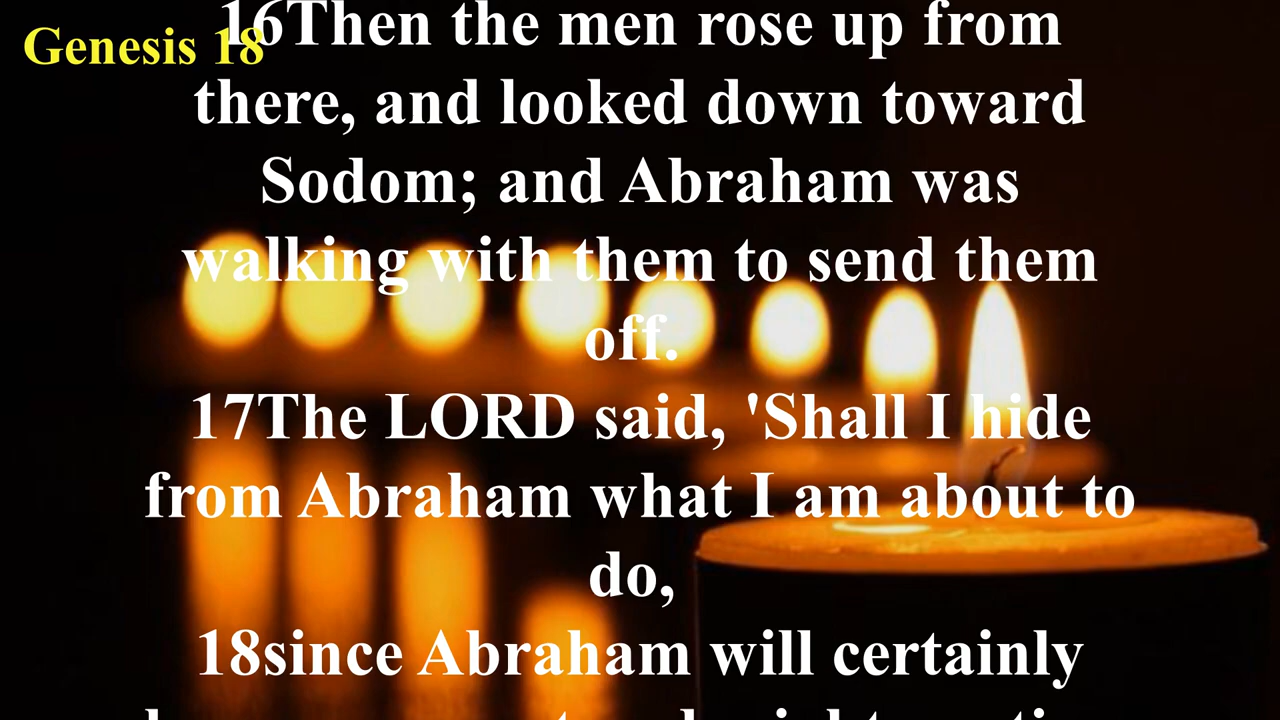 Genesis 18
16Then the men rose up from
there, and looked down toward
Sodom; and Abraham was
walking with them to send them
off.
17The LORD said, 'Shall I hide
from Abraham what I am about to
do,
18since Abraham will certainly